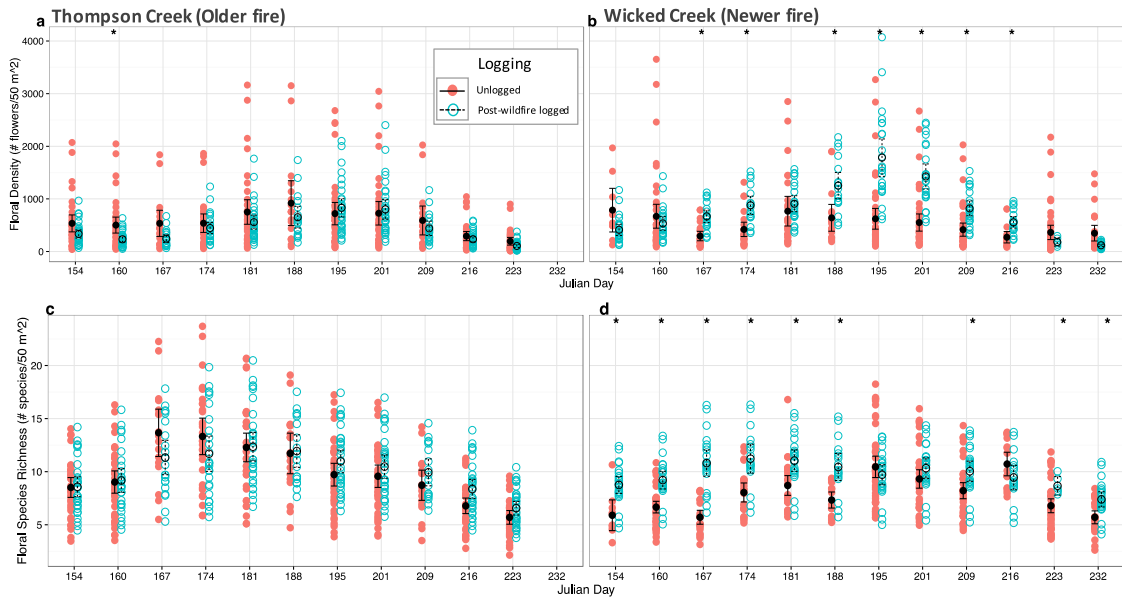 Thompson Creek (Older fire)
Wicked Creek (Newer fire)
a
b
*
* * * * * * *
Floral Density (# flowers/50 m^2)
4000
3000
2000
1000
0
Logging
Unlogged
Post-wildfire logged
154 160 167 174 181 188 195 201 209 216 223 232
Julian Day
154 160 167 174 181 188 195 201 209 216 223 232
Julian Day
c
d
* * * * * * * * *
Floral Species Richness (# species/50 m^2)
20
15
10
5
154 160 167 174 181 188 195 201 209 216 223 232
Julian Day
154 160 167 174 181 188 195 201 209 216 223 232
Julian Day